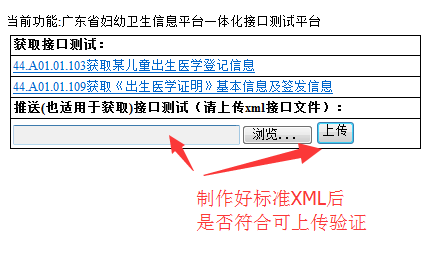 当前功能:广东省妇幼卫生信息平台一体化接口测试平台
获取接口测试：
44.A01.01.103获取某儿童出生医学登记信息
44.A01.01.109获取《出生医学证明》基本信息及签发信息
推送(也适用于获取)接口测试（请上传xml接口文件）：
浏览... 上传
制作好标准XML后
是否符合可上传验证